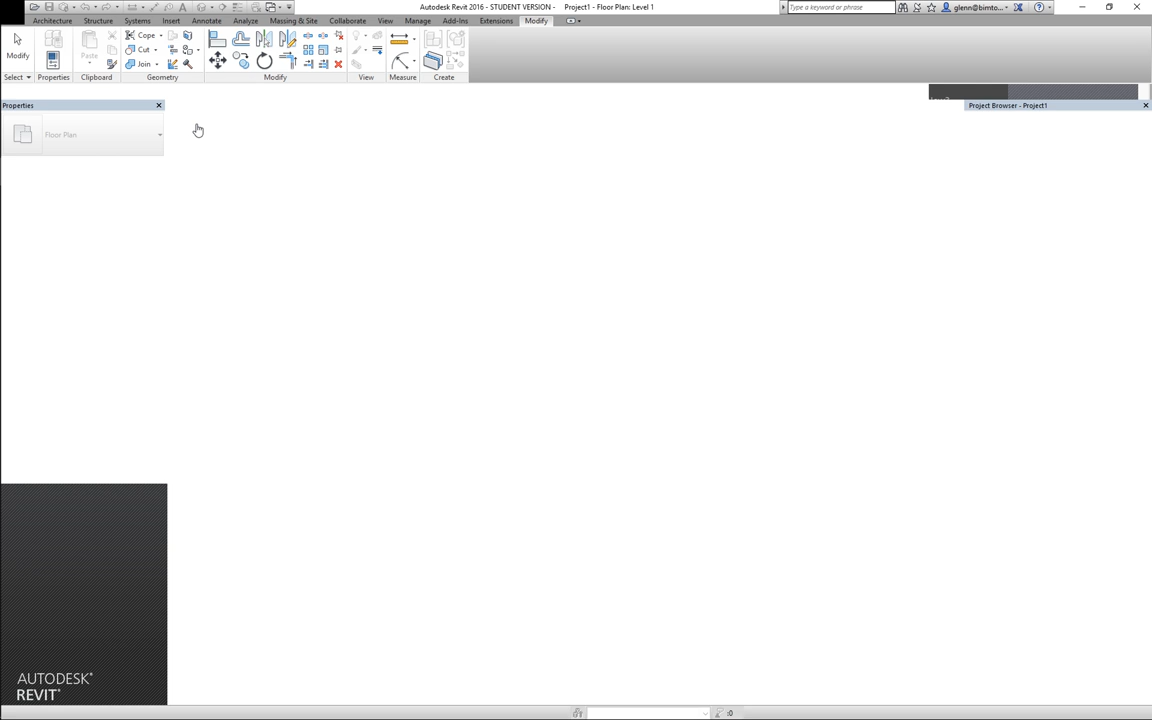 Autodesk Revit 2016 - STUDENT VERSION - Project1 - Floor Plan: Level 1
Type a keyword or phrase
glenn@bimto...
Architecture Structure Systems Insert Annotate Analyze Massing & Site Collaborate View Manage Add-Ins Extensions Modify
Modify
Paste
Cope
Cut
Join
Select Properties Clipboard Geometry Modify View Measure Create
Properties
Project Browser - Project1
Floor Plan
AUTODESK®
REVIT®
:0